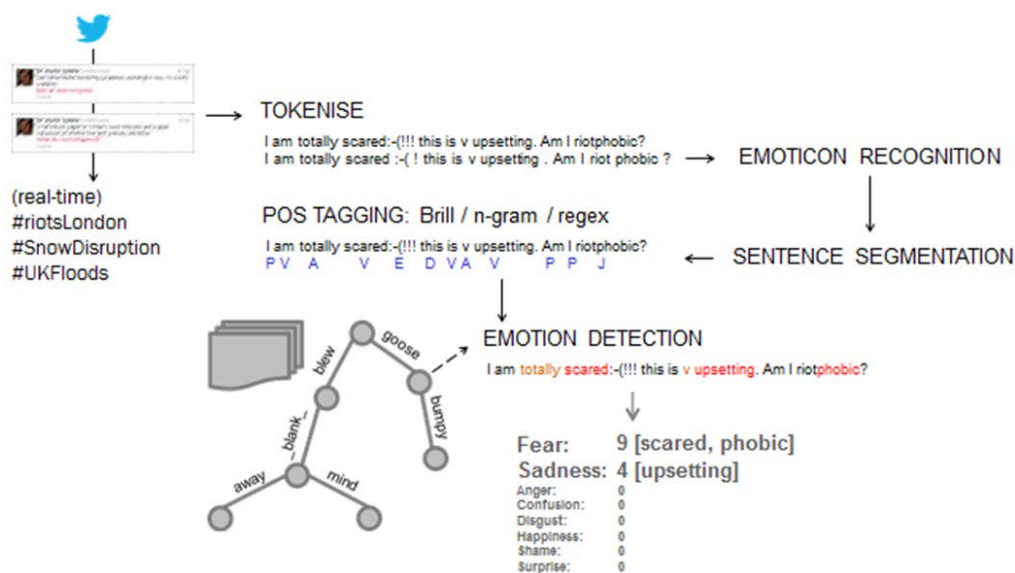 TOKENISE
I am totally scared:-(!!! this is v upsetting. Am I riotphobic?
I am totally scared :-( ! this is v upsetting . Am I riot phobic ?
EMOTICON RECOGNITION
(real-time)
#riotsLondon
#SnowDisruption
#UKFloods
POS TAGGING: Brill / n-gram / regex
I am totally scared:-(!!! this is v upsetting. Am I riotphobic?
P V A V E D V A V P P J
SENTENCE SEGMENTATION
EMOTION DETECTION
I am totally scared:-(!!! this is v upsetting. Am I riotphobic?
blew
goose
_blank_
bumpy
away
mind
Fear: 9 [scared, phobic]
Sadness: 4 [upsetting]
Anger: 0
Confusion: 0
Disgust: 0
Happiness: 0
Shame: 0
Surprise: 0